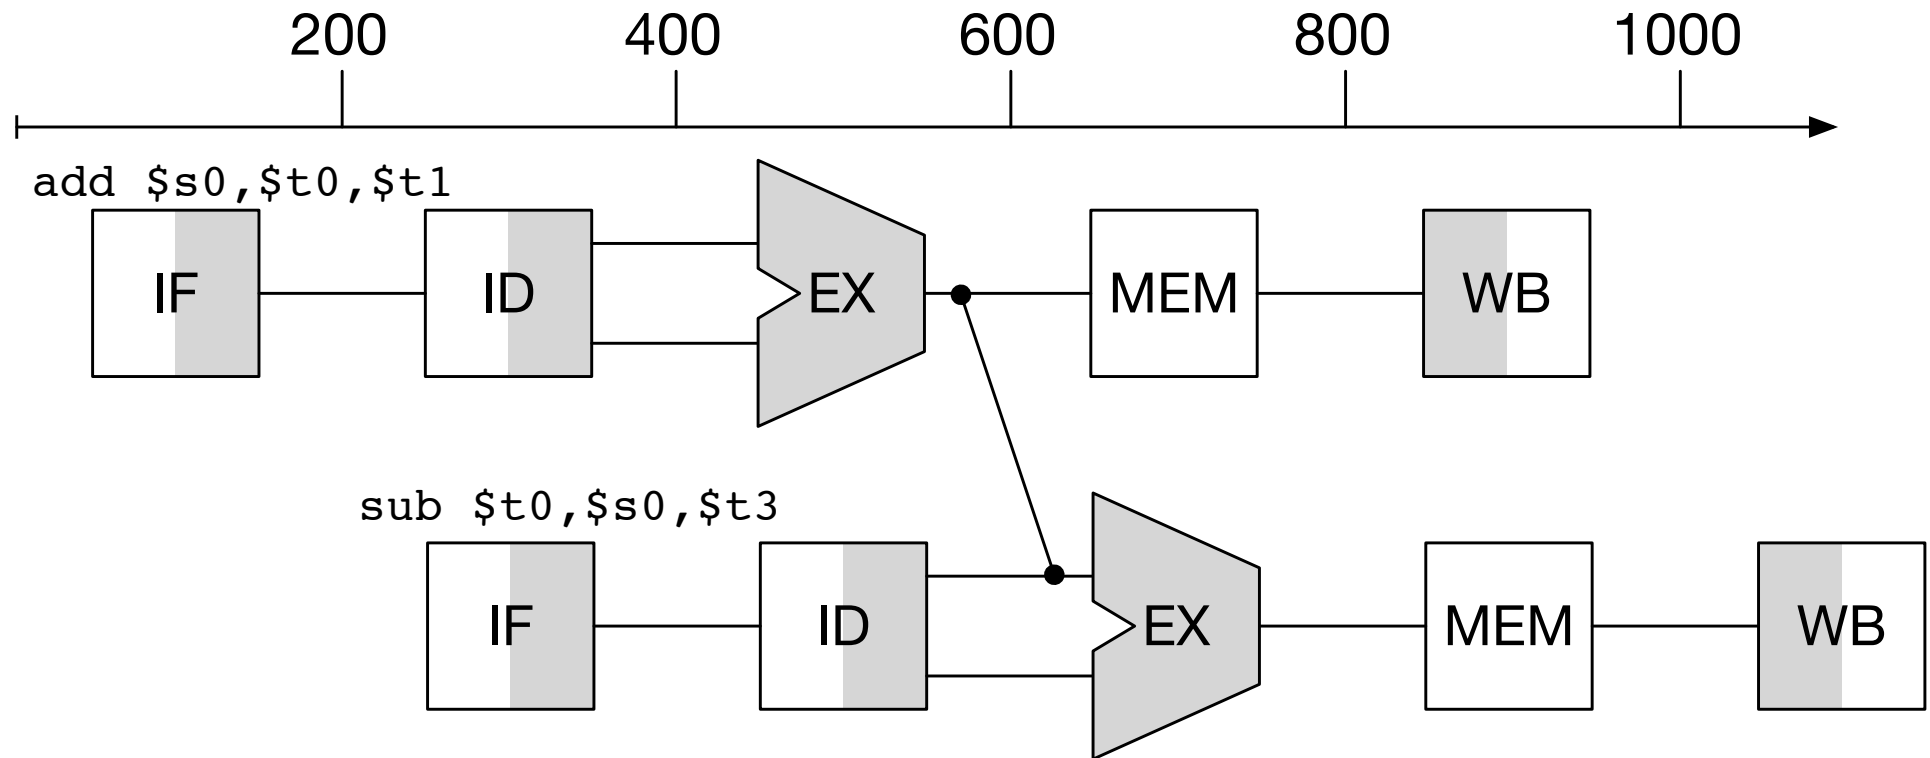 200 400 600 800 1000
add $s0,$t0,$t1
IF ID EX MEM WB
sub $t0,$s0,$t3
IF ID EX MEM WB